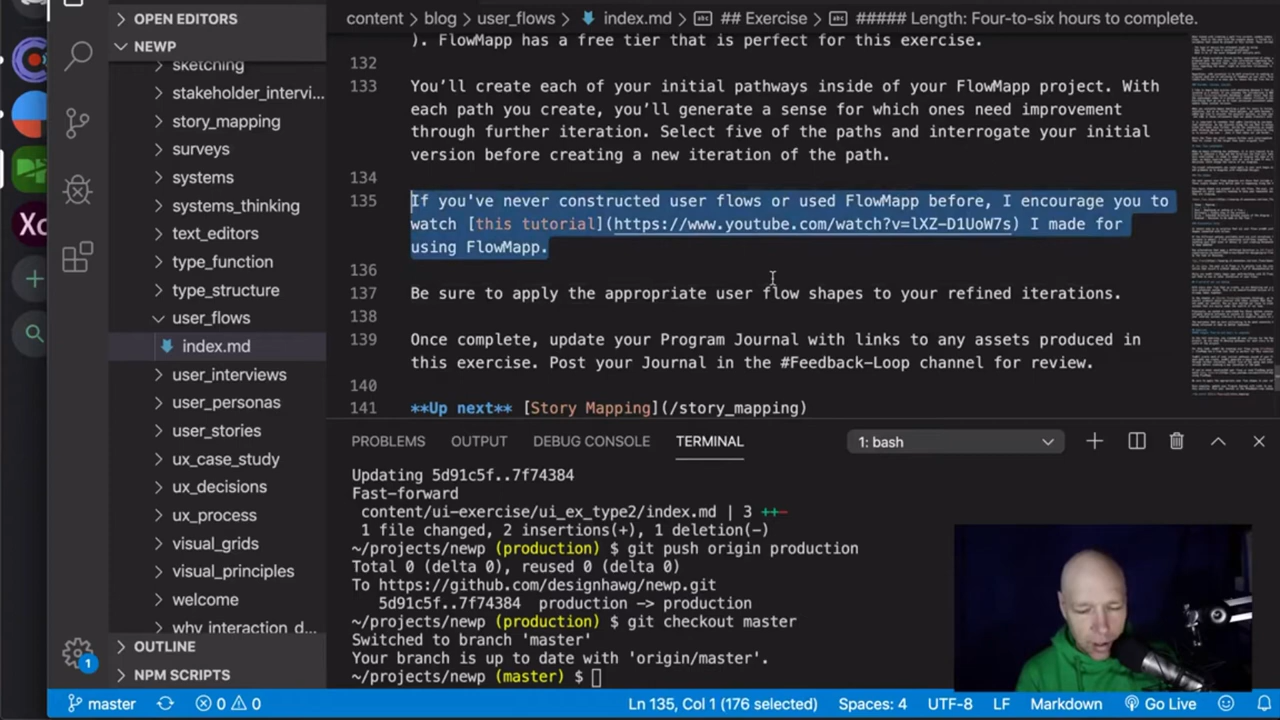 OPEN EDITORS
NEWP
sketching
stakeholder_intervi...
story_mapping
surveys
systems
systems_thinking
text_editors
type_function
type_structure
user_flows
index.md
user_interviews
user_personas
user_stories
ux_case_study
ux_decisions
ux_process
visual_grids
visual_principles
welcome
why_interaction_d...
OUTLINE
NPM SCRIPTS
Xc
1
content > blog > user_flows > index.md > ## Exercise > ##### Length: Four-to-six hours to complete.
). FlowMapp has a free tier that is perfect for this exercise.
132
133 You’ll create each of your initial pathways inside of your FlowMapp project. With
each path you create, you’ll generate a sense for which ones need improvement
through further iteration. Select five of the paths and interrogate your initial
version before creating a new iteration of the path.
134
135 If you've never constructed user flows or used FlowMapp before, I encourage you to
watch [this tutorial](https://www.youtube.com/watch?v=lXZ-D1UoW7s) I made for
using FlowMapp.
136
137 Be sure to apply the appropriate user flow shapes to your refined iterations.
138
139 Once complete, update your Program Journal with links to any assets produced in
this exercise. Post your Journal in the #Feedback-Loop channel for review.
140
141 **Up next** [Story Mapping](/story_mapping)
PROBLEMS OUTPUT DEBUG CONSOLE TERMINAL 1: bash
Updating 5d91c5f..7f74384
Fast-forward
content/ui-exercise/ui_ex_type2/index.md | 3 ++-
1 file changed, 2 insertions(+), 1 deletion(-)
~/projects/newp (production) $ git push origin production
Total 0 (delta 0), reused 0 (delta 0)
To https://github.com/designhawg/newp.git
5d91c5f..7f74384 production -> production
~/projects/newp (production) $ git checkout master
Switched to branch 'master'
Your branch is up to date with 'origin/master'.
~/projects/newp (master) $
master 0 0 Ln 135, Col 1 (176 selected) Spaces: 4 UTF-8 LF Markdown Go Live